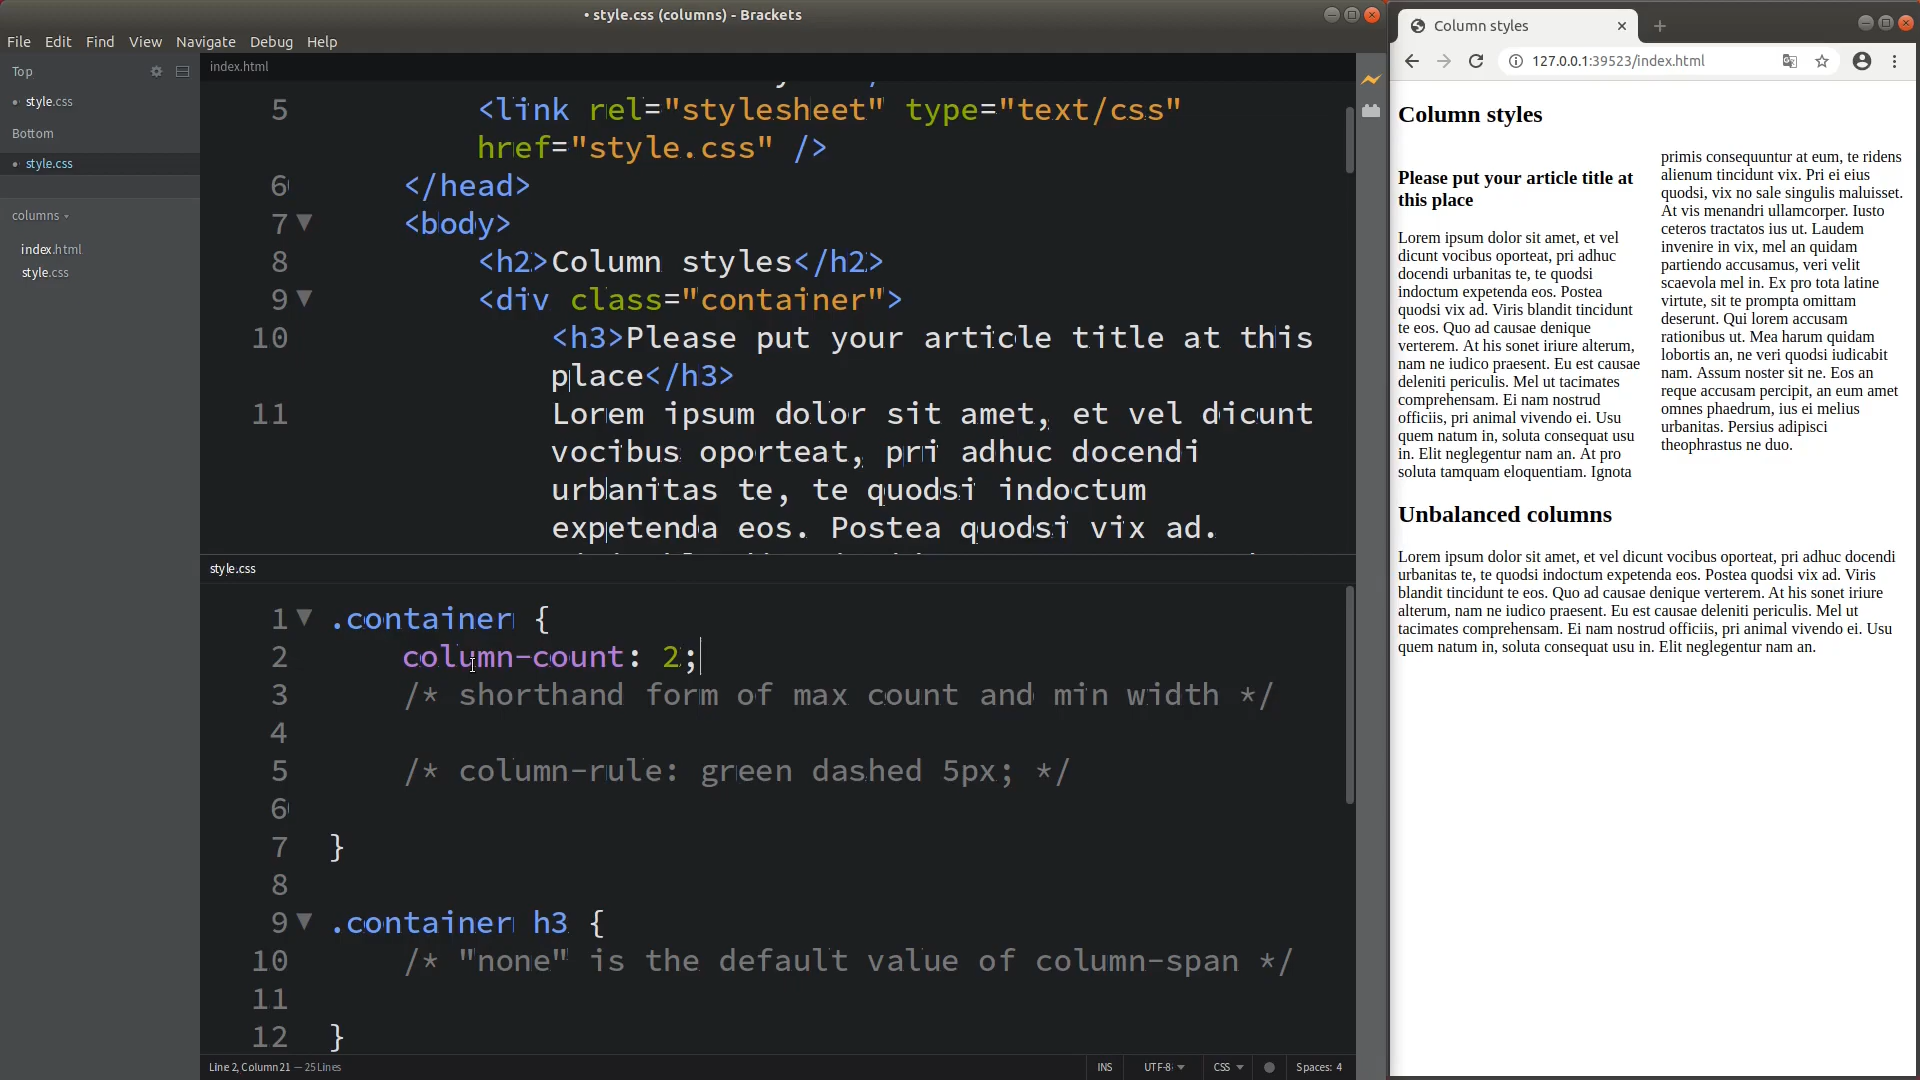 • style.css (columns) - Brackets
File Edit Find View Navigate Debug Help
Top
• style.css
Bottom
• style.css
columns
index.html
style.css
index.html
5 <link rel="stylesheet" type="text/css"
href="style.css" />
6 </head>
7 <body>
8 <h2>Column styles</h2>
9 <div class="container">
10 <h3>Please put your article title at this
place</h3>
11 Lorem ipsum dolor sit amet, et vel dicunt
vocibus oporteat, pri adhuc docendi
urbanitas te, te quodsi indoctum
expetenda eos. Postea quodsi vix ad.
style.css
1 .container {
2 column-count: 2;
3 /* shorthand form of max count and min width */
4
5 /* column-rule: green dashed 5px; */
6
7 }
8
9 .container h3 {
10 /* "none" is the default value of column-span */
11
12 }
Line 2, Column 21 — 25 Lines
INS UTF-8 CSS Spaces: 4
Column styles
127.0.0.1:39523/index.html
Column styles
Please put your article title at
this place
Lorem ipsum dolor sit amet, et vel
dicunt vocibus oporteat, pri adhuc
docendi urbanitas te, te quodsi
indoctum expetenda eos. Postea
quodsi vix ad. Viris blandit tincidunt
te eos. Quo ad causae denique
verterem. At his sonet iriure alterum,
nam ne iudico praesent. Eu est causae
deleniti periculis. Mel ut tacimates
comprehensam. Ei nam nostrud
officiis, pri animal vivendo ei. Usu
quem natum in, soluta consequat usu
in. Elit neglegentur nam an. At pro
soluta tamquam eloquentiam. Ignota
primis consequuntur at eum, te ridens
alienum tincidunt vix. Pri ei eius
quodsi, vix no sale singulis maluisset.
At vis menandri ullamcorper. Iusto
ceteros tractatos ius ut. Laudem
invenire in vix, mel an quidam
partiendo accusamus, veri velit
scaevola mel in. Ex pro tota latine
virtute, sit te prompta omittam
deserunt. Qui lorem accusam
rationibus ut. Mea harum quidam
lobortis an, ne veri quodsi iudicabit
nam. Assum noster sit ne. Eos an
reque accusam percipit, an eum amet
omnes phaedrum, ius ei melius
urbanitas. Persius adipisci
theophrastus ne duo.
Unbalanced columns
Lorem ipsum dolor sit amet, et vel dicunt vocibus oporteat, pri adhuc docendi
urbanitas te, te quodsi indoctum expetenda eos. Postea quodsi vix ad. Viris
blandit tincidunt te eos. Quo ad causae denique verterem. At his sonet iriure
alterum, nam ne iudico praesent. Eu est causae deleniti periculis. Mel ut
tacimates comprehensam. Ei nam nostrud officiis, pri animal vivendo ei. Usu
quem natum in, soluta consequat usu in. Elit neglegentur nam an.